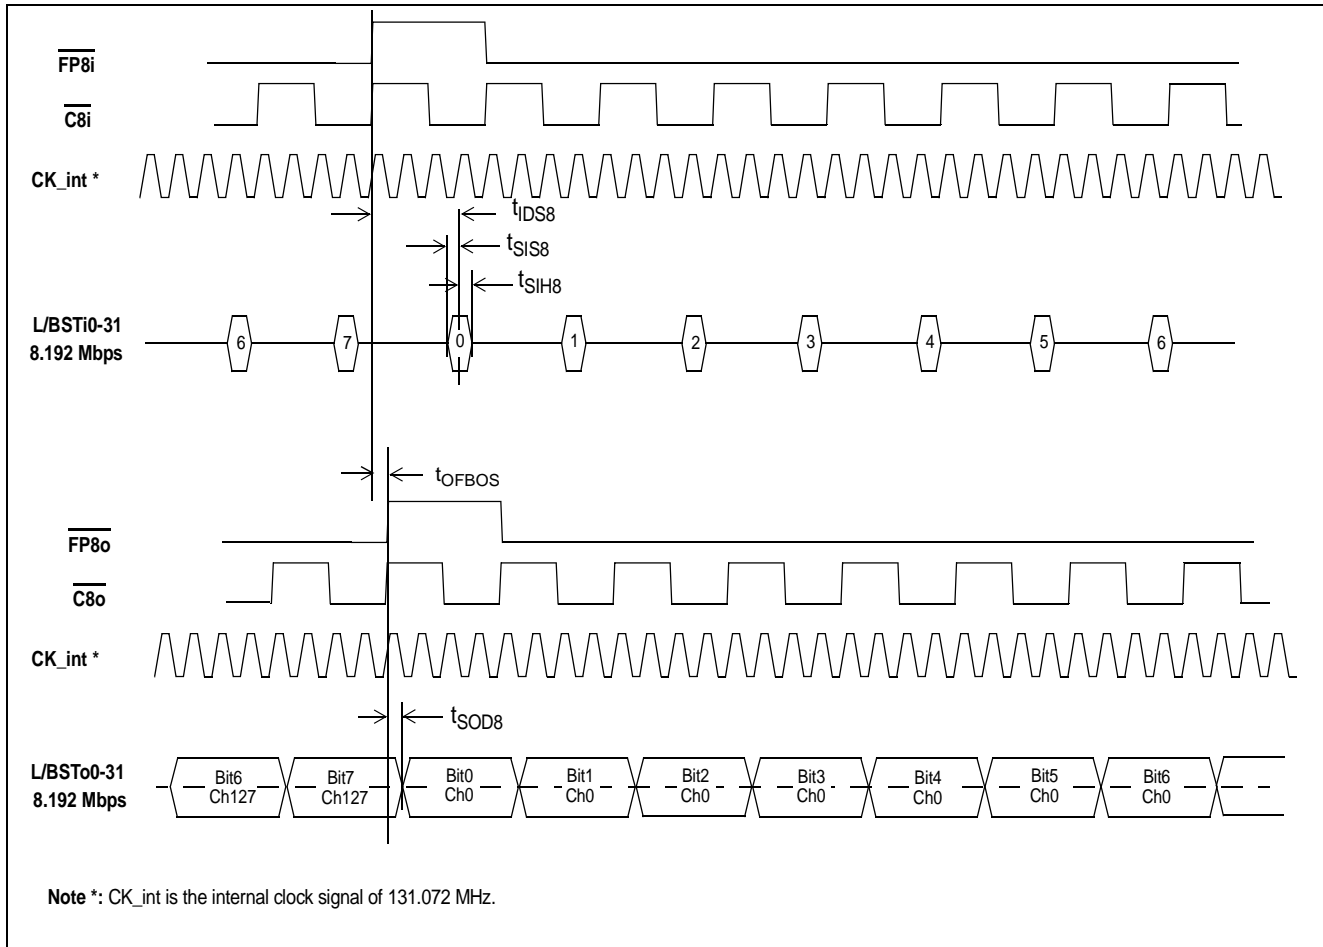 FP8i
C8i
CK_int *
tIDS8
tSIS8
tSIH8
L/BSTi0-31
8.192 Mbps
6 7 0 1 2 3 4 5 6
tOFBOS
FP8o
C8o
CK_int *
tSOD8
L/BSTo0-31
8.192 Mbps
Bit6 Bit7 Bit0 Bit1 Bit2 Bit3 Bit4 Bit5 Bit6
Ch127 Ch127 Ch0 Ch0 Ch0 Ch0 Ch0 Ch0 Ch0
Note *: CK_int is the internal clock signal of 131.072 MHz.